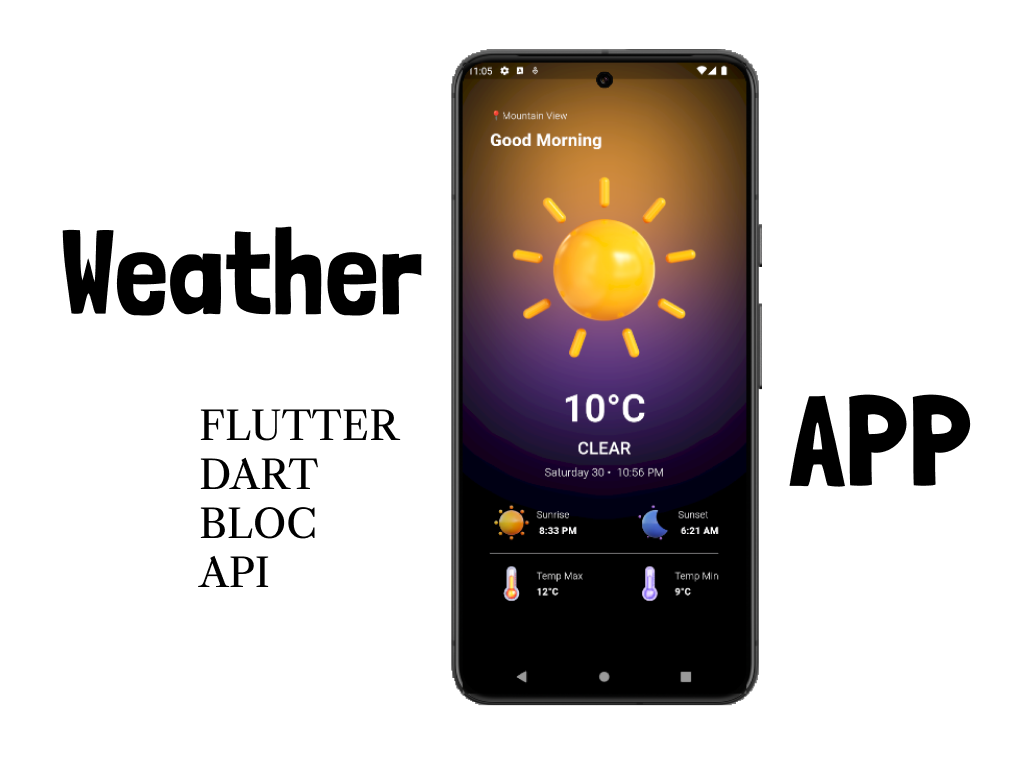 Weather
FLUTTER
DART
BLOC
API
11:05
📍Mountain View
Good Morning
10°C
CLEAR
Saturday 30 • 10:56 PM
Sunrise
8:33 PM
Sunset
6:21 AM
Temp Max
12°C
Temp Min
9°C
APP